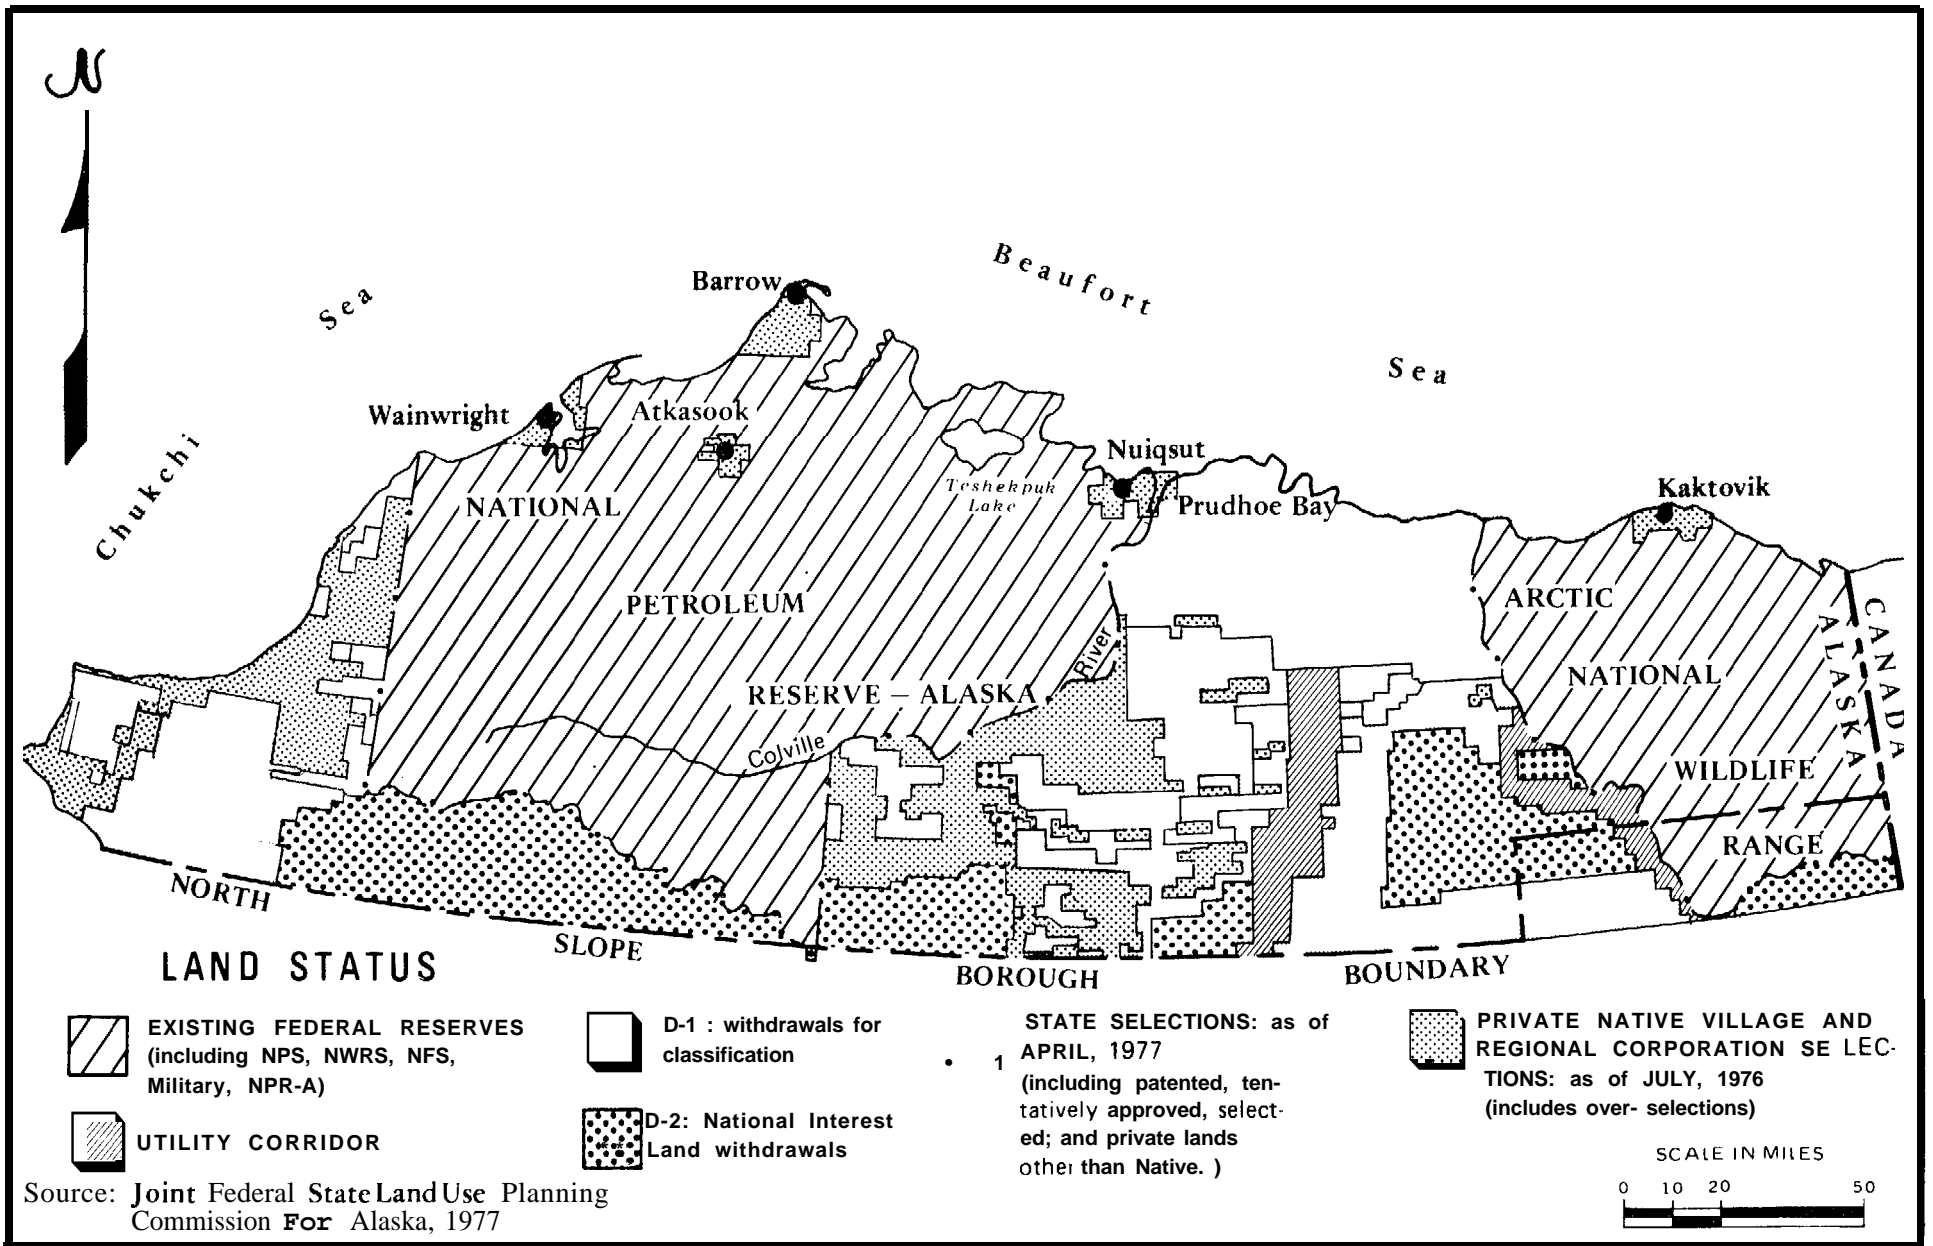 N
Beaufort
Barrow
Sea
Sea
Wainwright
Atkasook
Nuiqsut
Chukchi
Kaktovik
Teshekpuk
Lake
NATIONAL
Prudhoe Bay
PETROLEUM
ARCTIC
CANADA
ALASKA
River
NATIONAL
RESERVE – ALASKA
Colville
WILDLIFE
RANGE
NORTH
SLOPE
BOROUGH
BOUNDARY
LAND STATUS
EXISTING FEDERAL RESERVES
(including NPS, NWRS, NFS,
Military, NPR-A)
UTILITY CORRIDOR
D-1 : withdrawals for
classification
D-2: National Interest
Land withdrawals
• 1
STATE SELECTIONS: as of
APRIL, 1977
(including patented, ten-
tatively approved, select-
ed; and private lands
other than Native. )
PRIVATE NATIVE VILLAGE AND
REGIONAL CORPORATION SE LEC-
TIONS: as of JULY, 1976
(includes over- selections)
SCALE IN MILES
0 10 20 50
Source: Joint Federal State Land Use Planning
Commission For Alaska, 1977